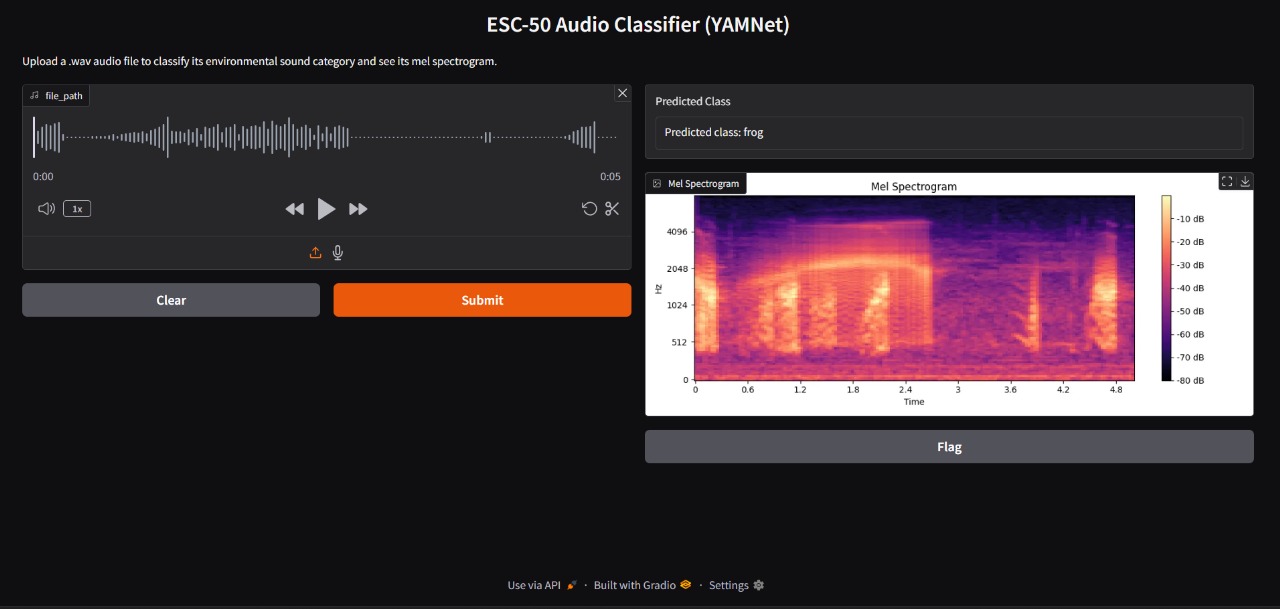 ESC-50 Audio Classifier (YAMNet)
Upload a .wav audio file to classify its environmental sound category and see its mel spectrogram.
file_path
0:00
0:05
1x
Clear
Submit
Predicted Class
Predicted class: frog
Mel Spectrogram
Mel Spectrogram
4096
2048
1024
512
0
Hz
0 0.6 1.2 1.8 2.4 3 3.6 4.2 4.8
Time
-10 dB
-20 dB
-30 dB
-40 dB
-50 dB
-60 dB
-70 dB
-80 dB
Flag
Use via API · Built with Gradio · Settings